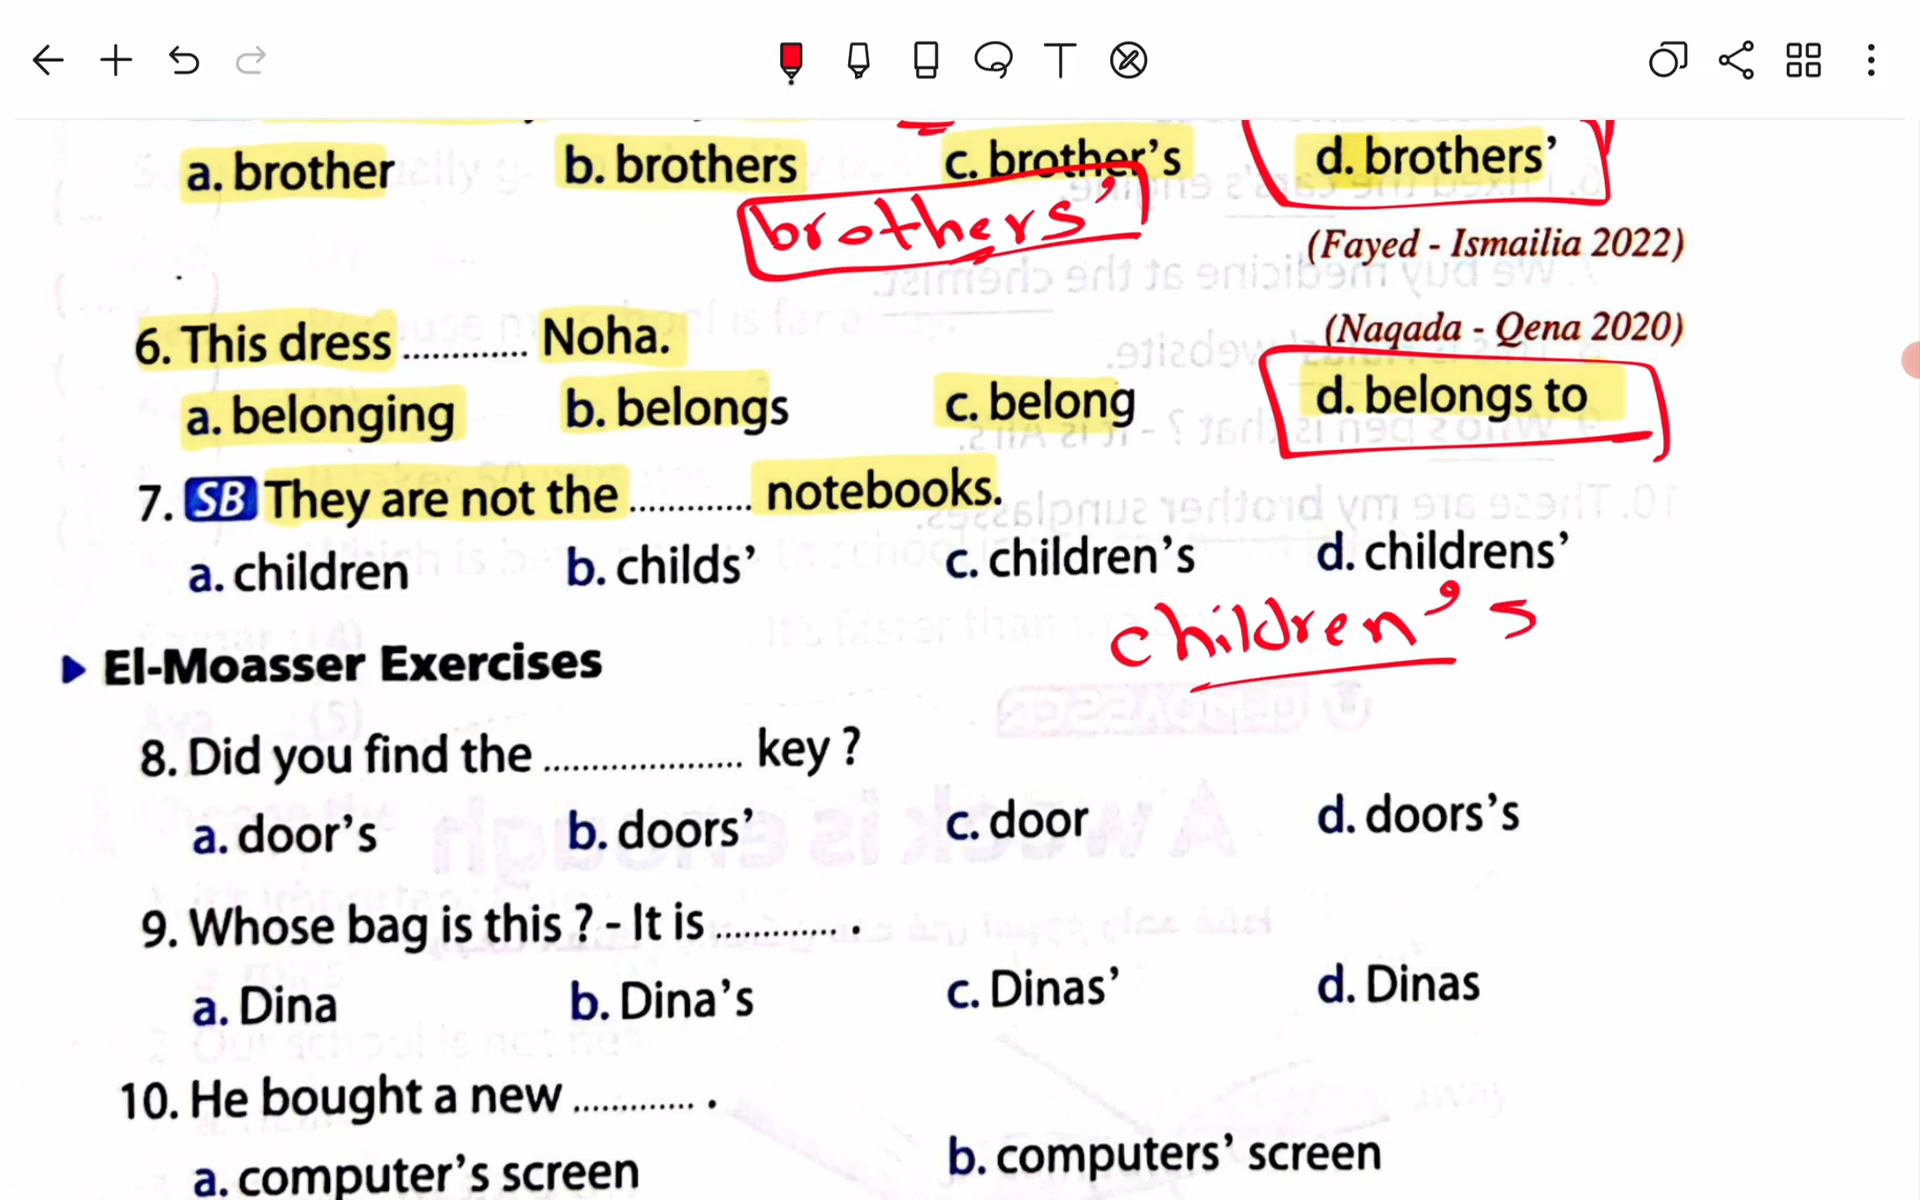 a. brother b. brothers c. brother's d. brothers'
brothers'
(Fayed - Ismailia 2022)
6. This dress ............. Noha. (Naqada - Qena 2020)
a. belonging b. belongs c. belong d. belongs to
7. SB They are not the ............. notebooks.
a. children b. childs' c. children's d. childrens'
children's
El-Moasser Exercises
8. Did you find the ..................... key ?
a. door's b. doors' c. door d. doors's
9. Whose bag is this ? - It is ............. .
a. Dina b. Dina's c. Dinas' d. Dinas
10. He bought a new ............. .
a. computer's screen b. computers' screen